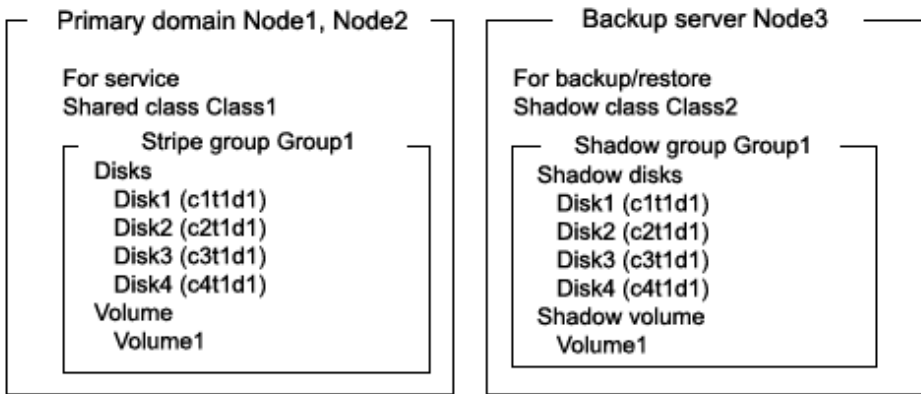 Primary domain Node1, Node2
For service
Shared class Class1
Stripe group Group1
Disks
Disk1 (c1t1d1)
Disk2 (c2t1d1)
Disk3 (c3t1d1)
Disk4 (c4t1d1)
Volume
Volume1
Backup server Node3
For backup/restore
Shadow class Class2
Shadow group Group1
Shadow disks
Disk1 (c1t1d1)
Disk2 (c2t1d1)
Disk3 (c3t1d1)
Disk4 (c4t1d1)
Shadow volume
Volume1